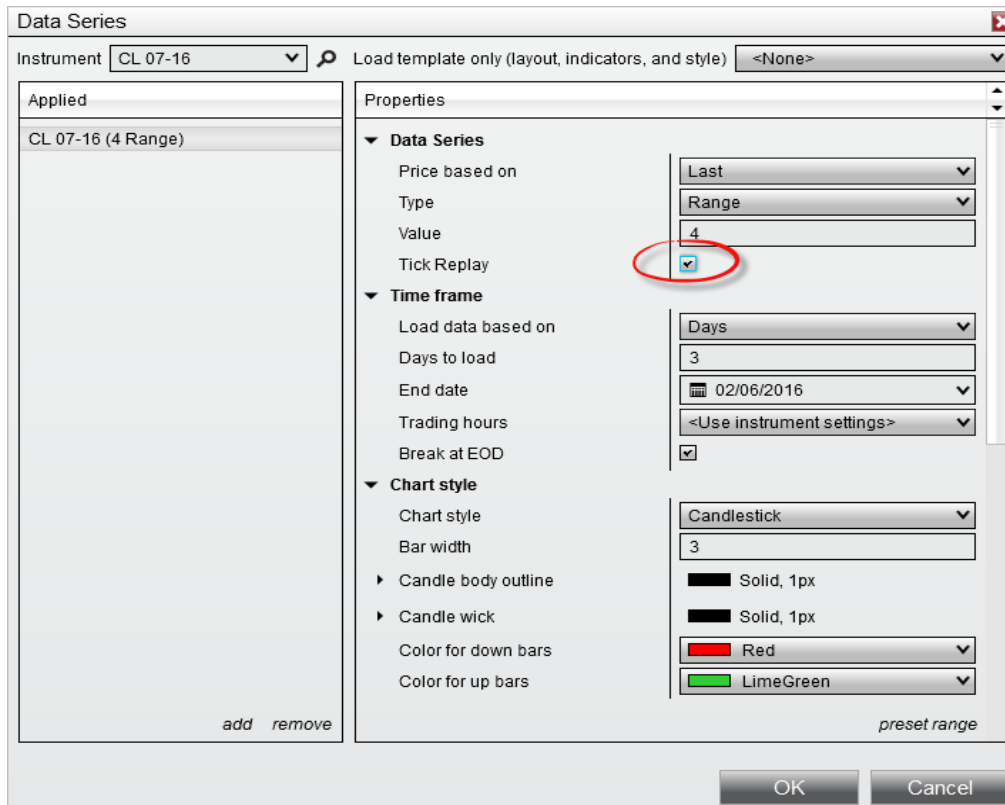 Data Series
Instrument CL 07-16 Load template only (layout, indicators, and style) <None>
Applied
CL 07-16 (4 Range)
add remove
Properties
Data Series
Price based on Last
Type Range
Value 4
Tick Replay
Time frame
Load data based on Days
Days to load 3
End date 02/06/2016
Trading hours <Use instrument settings>
Break at EOD
Chart style
Chart style Candlestick
Bar width 3
Candle body outline Solid, 1px
Candle wick Solid, 1px
Color for down bars Red
Color for up bars LimeGreen
preset range
OK Cancel